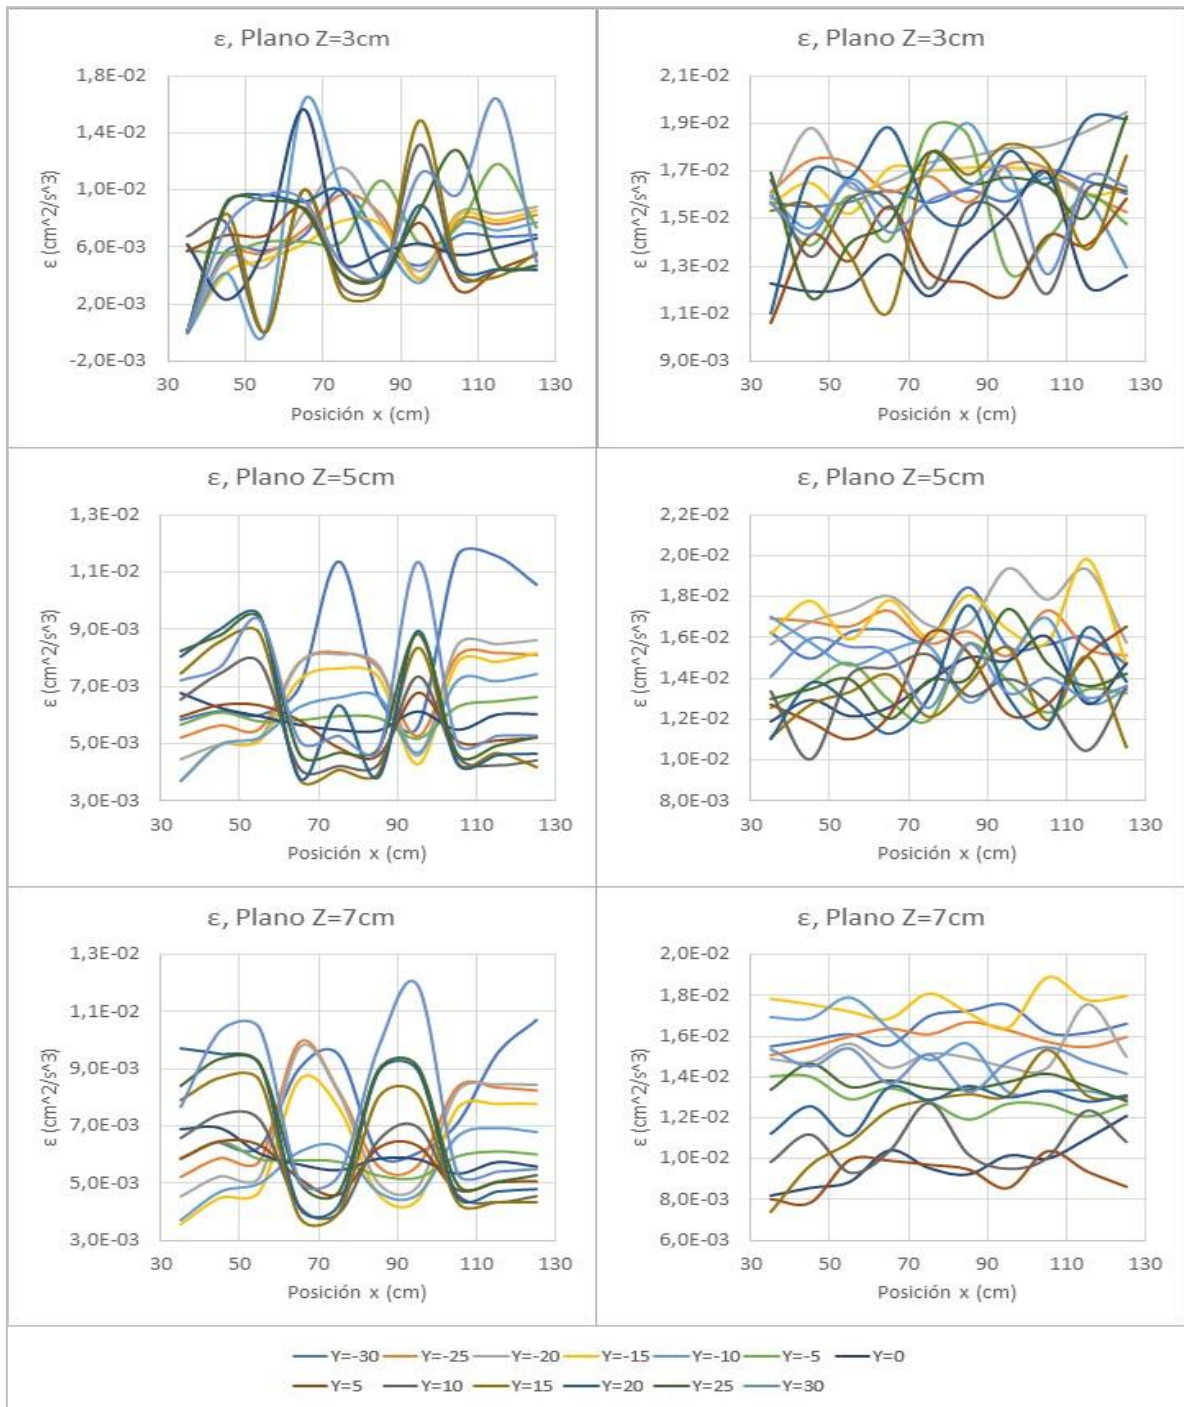 ε, Plano Z=3cm
1,8E-02
1,4E-02
1,0E-02
6,0E-03
2,0E-03
-2,0E-03
ε (cm^2/s^3)
30 50 70 90 110 130
Posición x (cm)
ε, Plano Z=3cm
2,1E-02
1,9E-02
1,7E-02
1,5E-02
1,3E-02
1,1E-02
9,0E-03
ε (cm^2/s^3)
30 50 70 90 110 130
Posición x (cm)
ε, Plano Z=5cm
1,3E-02
1,1E-02
9,0E-03
7,0E-03
5,0E-03
3,0E-03
ε (cm^2/s^3)
30 50 70 90 110 130
Posición x (cm)
ε, Plano Z=5cm
2,2E-02
2,0E-02
1,8E-02
1,6E-02
1,4E-02
1,2E-02
1,0E-02
8,0E-03
ε (cm^2/s^3)
30 50 70 90 110 130
Posición x (cm)
ε, Plano Z=7cm
1,3E-02
1,1E-02
9,0E-03
7,0E-03
5,0E-03
3,0E-03
ε (cm^2/s^3)
30 50 70 90 110 130
Posición x (cm)
ε, Plano Z=7cm
2,0E-02
1,8E-02
1,6E-02
1,4E-02
1,2E-02
1,0E-02
8,0E-03
6,0E-03
ε (cm^2/s^3)
30 50 70 90 110 130
Posición x (cm)
Y=-30 Y=-25 Y=-20 Y=-15 Y=-10 Y=-5 Y=0
Y=5 Y=10 Y=15 Y=20 Y=25 Y=30